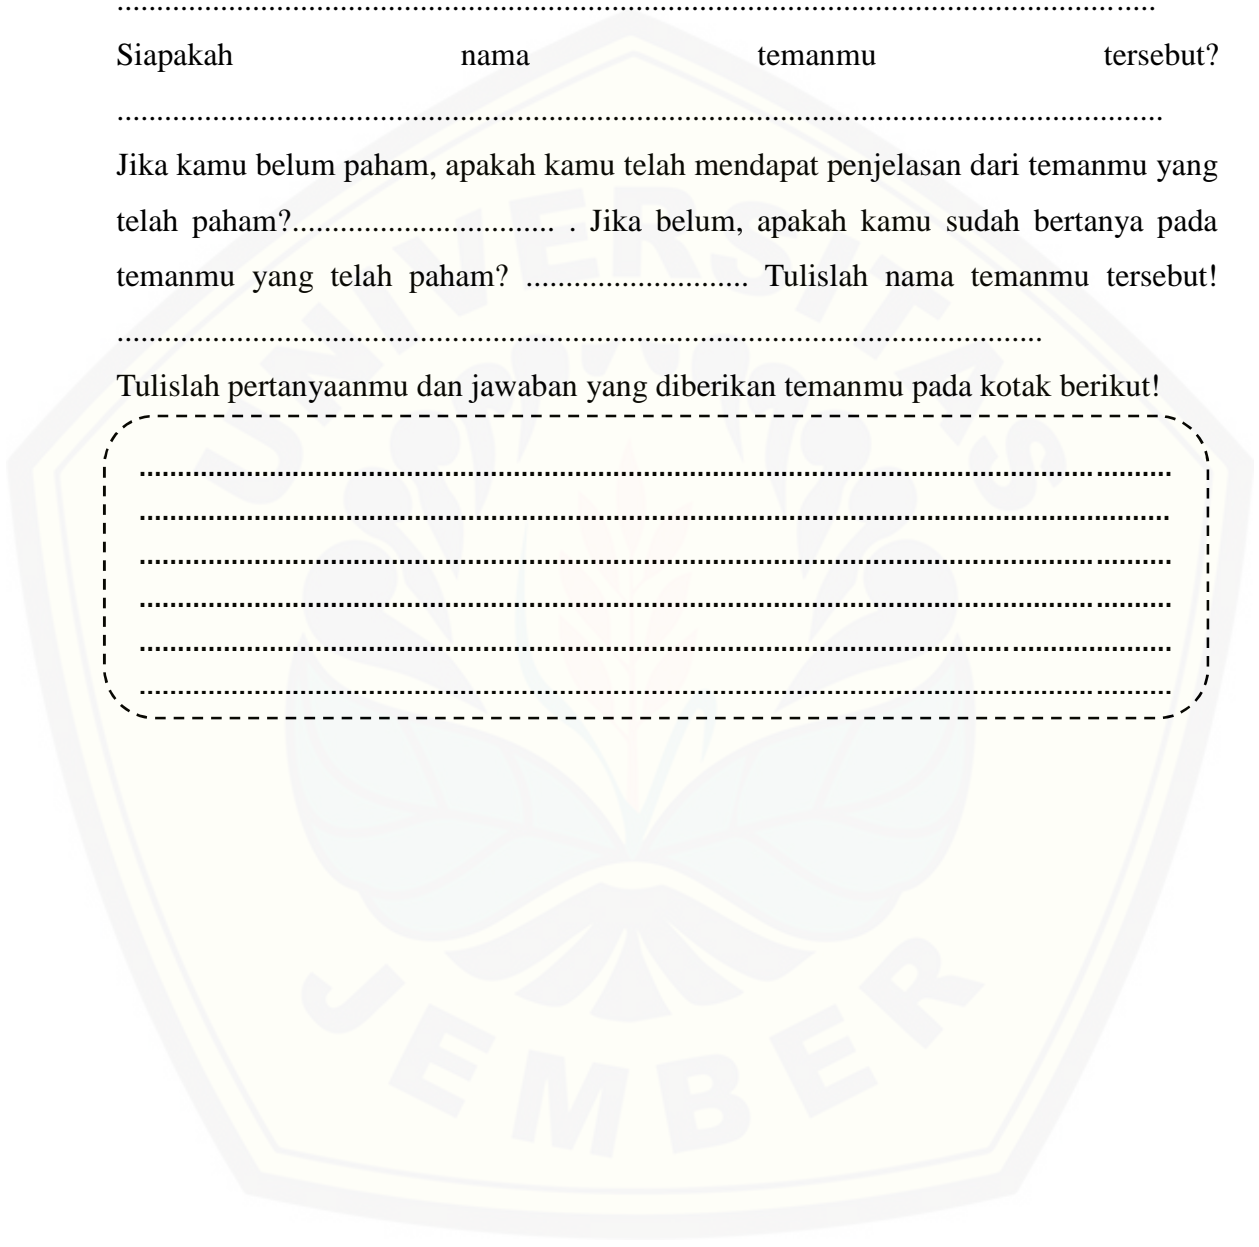 ....................................................................................................................................
Siapakah nama temanmu tersebut?
....................................................................................................................................
Jika kamu belum paham, apakah kamu telah mendapat penjelasan dari temanmu yang
telah paham?................................. . Jika belum, apakah kamu sudah bertanya pada
temanmu yang telah paham? ............................ Tulislah nama temanmu tersebut!
.....................................................................................................................
Tulislah pertanyaanmu dan jawaban yang diberikan temanmu pada kotak berikut!
....................................................................................................................................
....................................................................................................................................
....................................................................................................................................
....................................................................................................................................
....................................................................................................................................
....................................................................................................................................
UNIVERSITAS
JEMBER